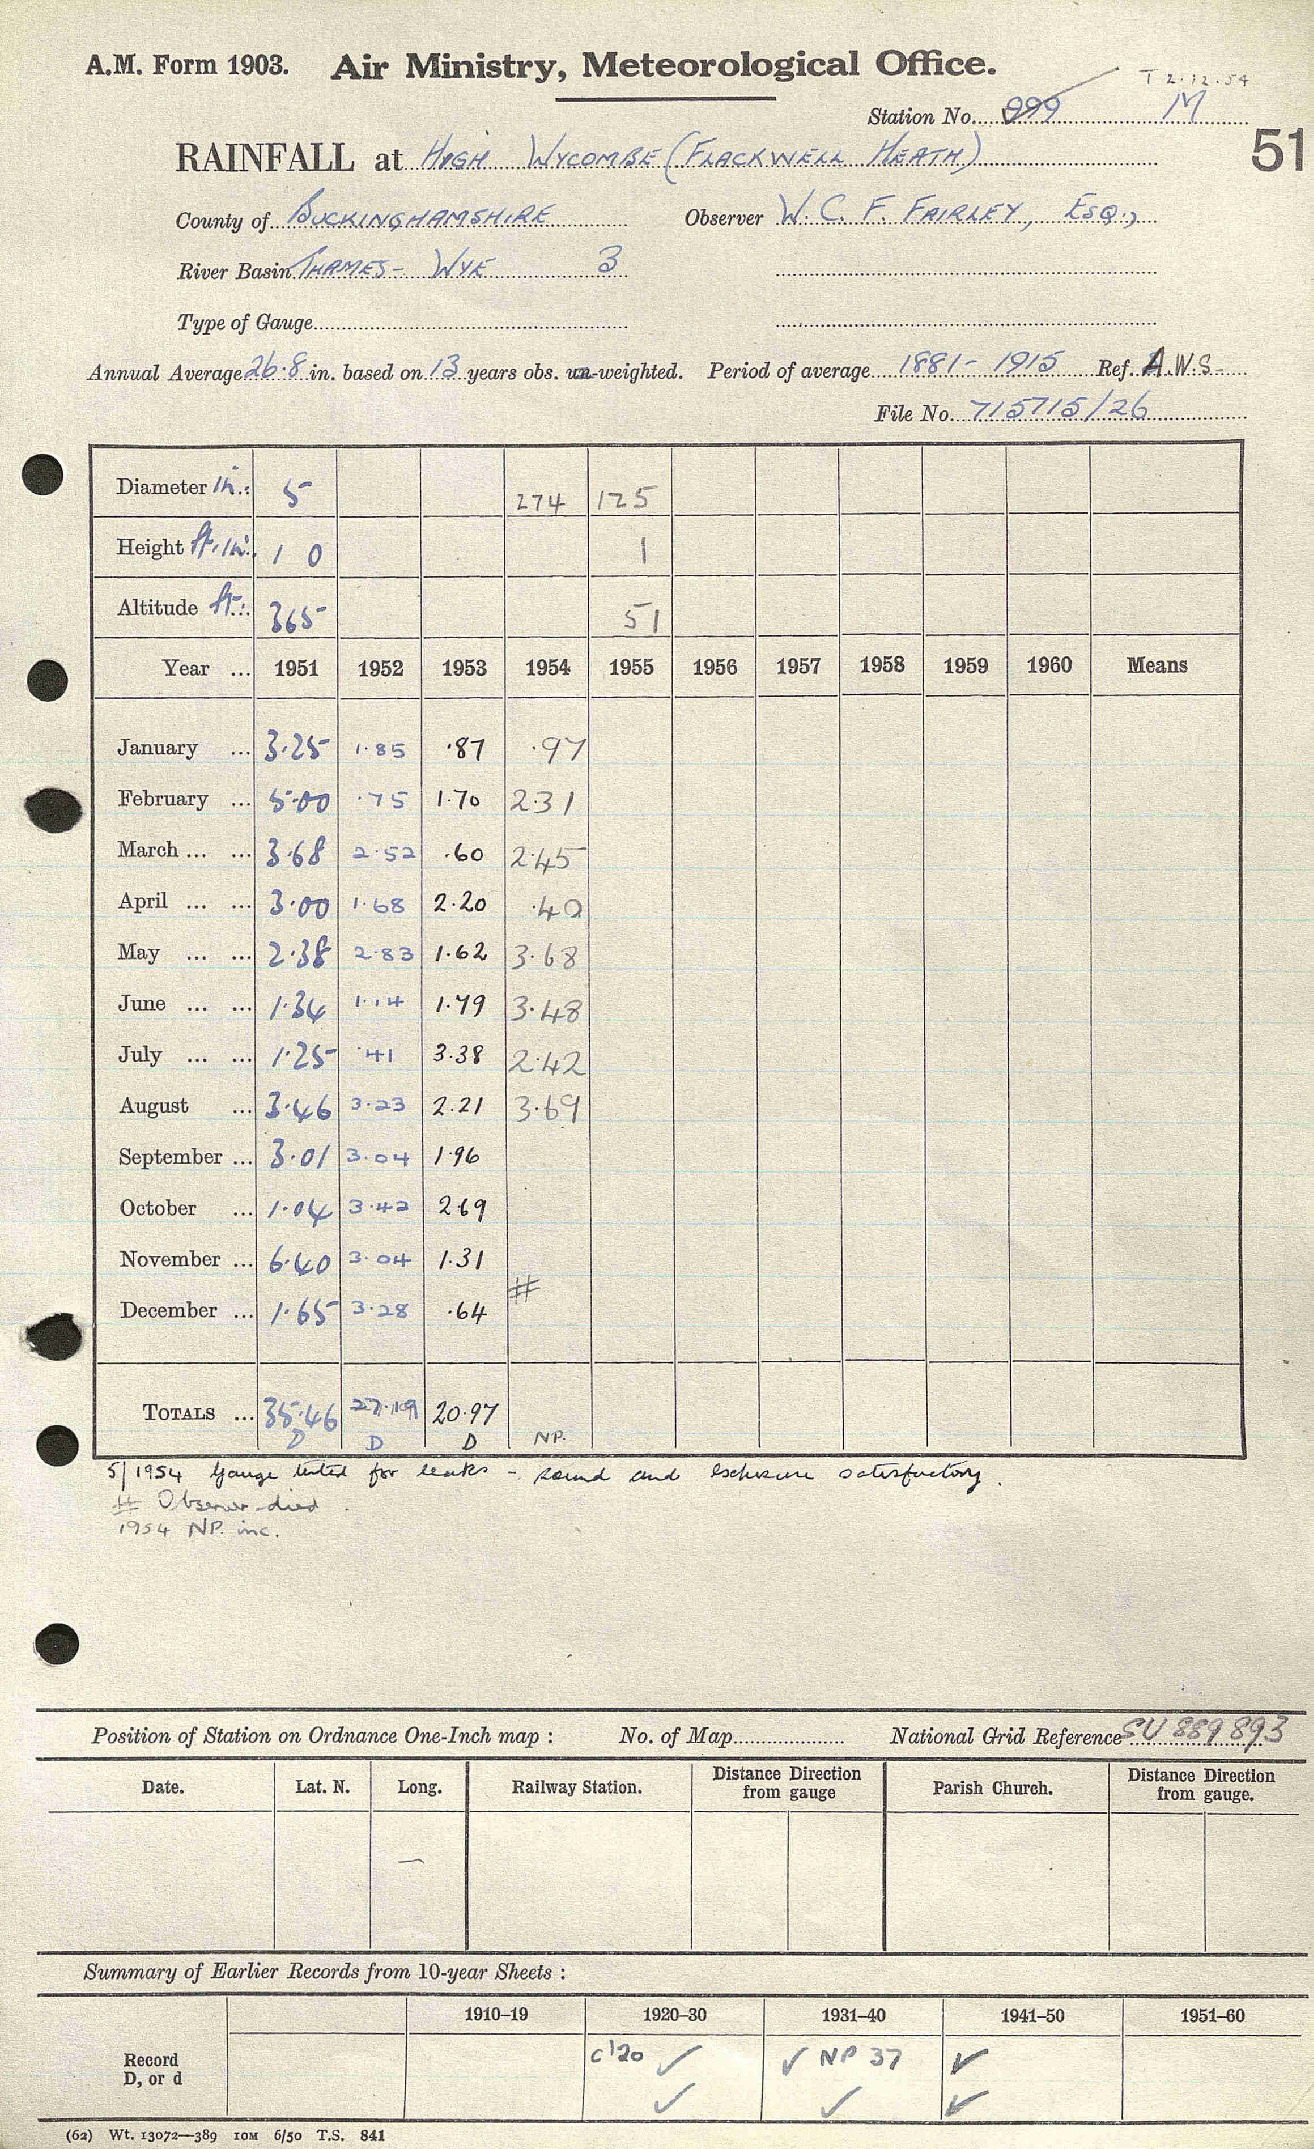 T 2.12.54
A.M. Form 1903. Air Ministry, Meteorological Office.
Station No. 999 M
51
RAINFALL at HIGH WYCOMBE (FLACKWELL HEATH)
County of BUCKINGHAMSHIRE Observer W. C. F. FAIRLEY, ESQ.,
River Basin THAMES - WYE 3
Type of Gauge
Annual Average 26.8 in. based on 13 years obs. un-weighted. Period of average 1881 - 1915 Ref. A.W.S.
File No. 715715/26
Diameter in.: 5 274 125
Height ft. in. 1 0 1
Altitude ft. 365 51
Year ... 1951 1952 1953 1954 1955 1956 1957 1958 1959 1960 Means
January ... 3.25 1.85 .87 .97
February ... 5.00 .75 1.70 2.31
March ... ... 3.68 2.52 .60 2.45
April ... ... 3.00 1.68 2.20 .40
May ... ... 2.38 2.83 1.62 3.68
June ... ... 1.34 1.14 1.79 3.48
July ... ... 1.25 .41 3.38 2.42
August ... 3.46 3.23 2.21 3.69
September ... 3.01 3.04 1.96
October ... 1.04 3.42 2.69
November ... 6.40 3.04 1.31
December ... 1.65 3.28 .64 #
TOTALS ... 35.46 27.19 20.97
D D D NP.
5/1954 Gauge tested for leaks - sound and exposure satisfactory.
# Observer died
1954 NP. inc.
Position of Station on Ordnance One-Inch map : No. of Map National Grid Reference SU 889893
Date. Lat. N. Long. Railway Station. Distance Direction from gauge Parish Church. Distance Direction from gauge.
Summary of Earlier Records from 10-year Sheets :
1910–19 1920–30 1931–40 1941–50 1951–60
Record c'20 ✓ ✓ NP 37 ✓
D, or d ✓ ✓ ✓
(62) Wt. 13072—389 10M 6/50 T.S. 841